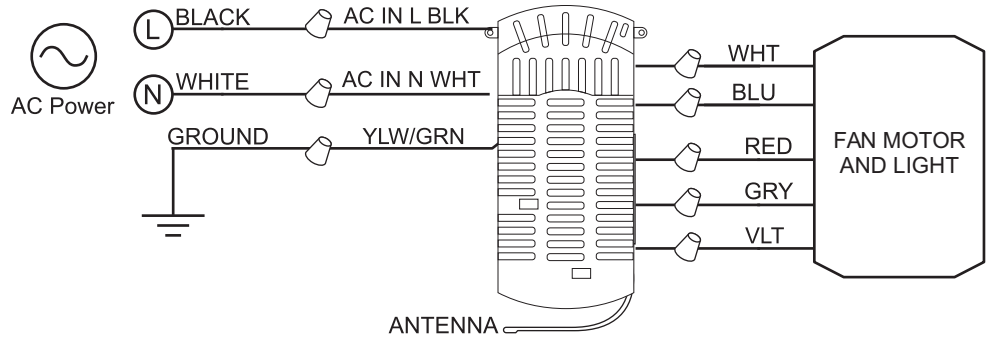 L BLACK AC IN L BLK
AC Power
N WHITE AC IN N WHT
GROUND YLW/GRN
WHT
BLU
RED
GRY
VLT
FAN MOTOR
AND LIGHT
ANTENNA